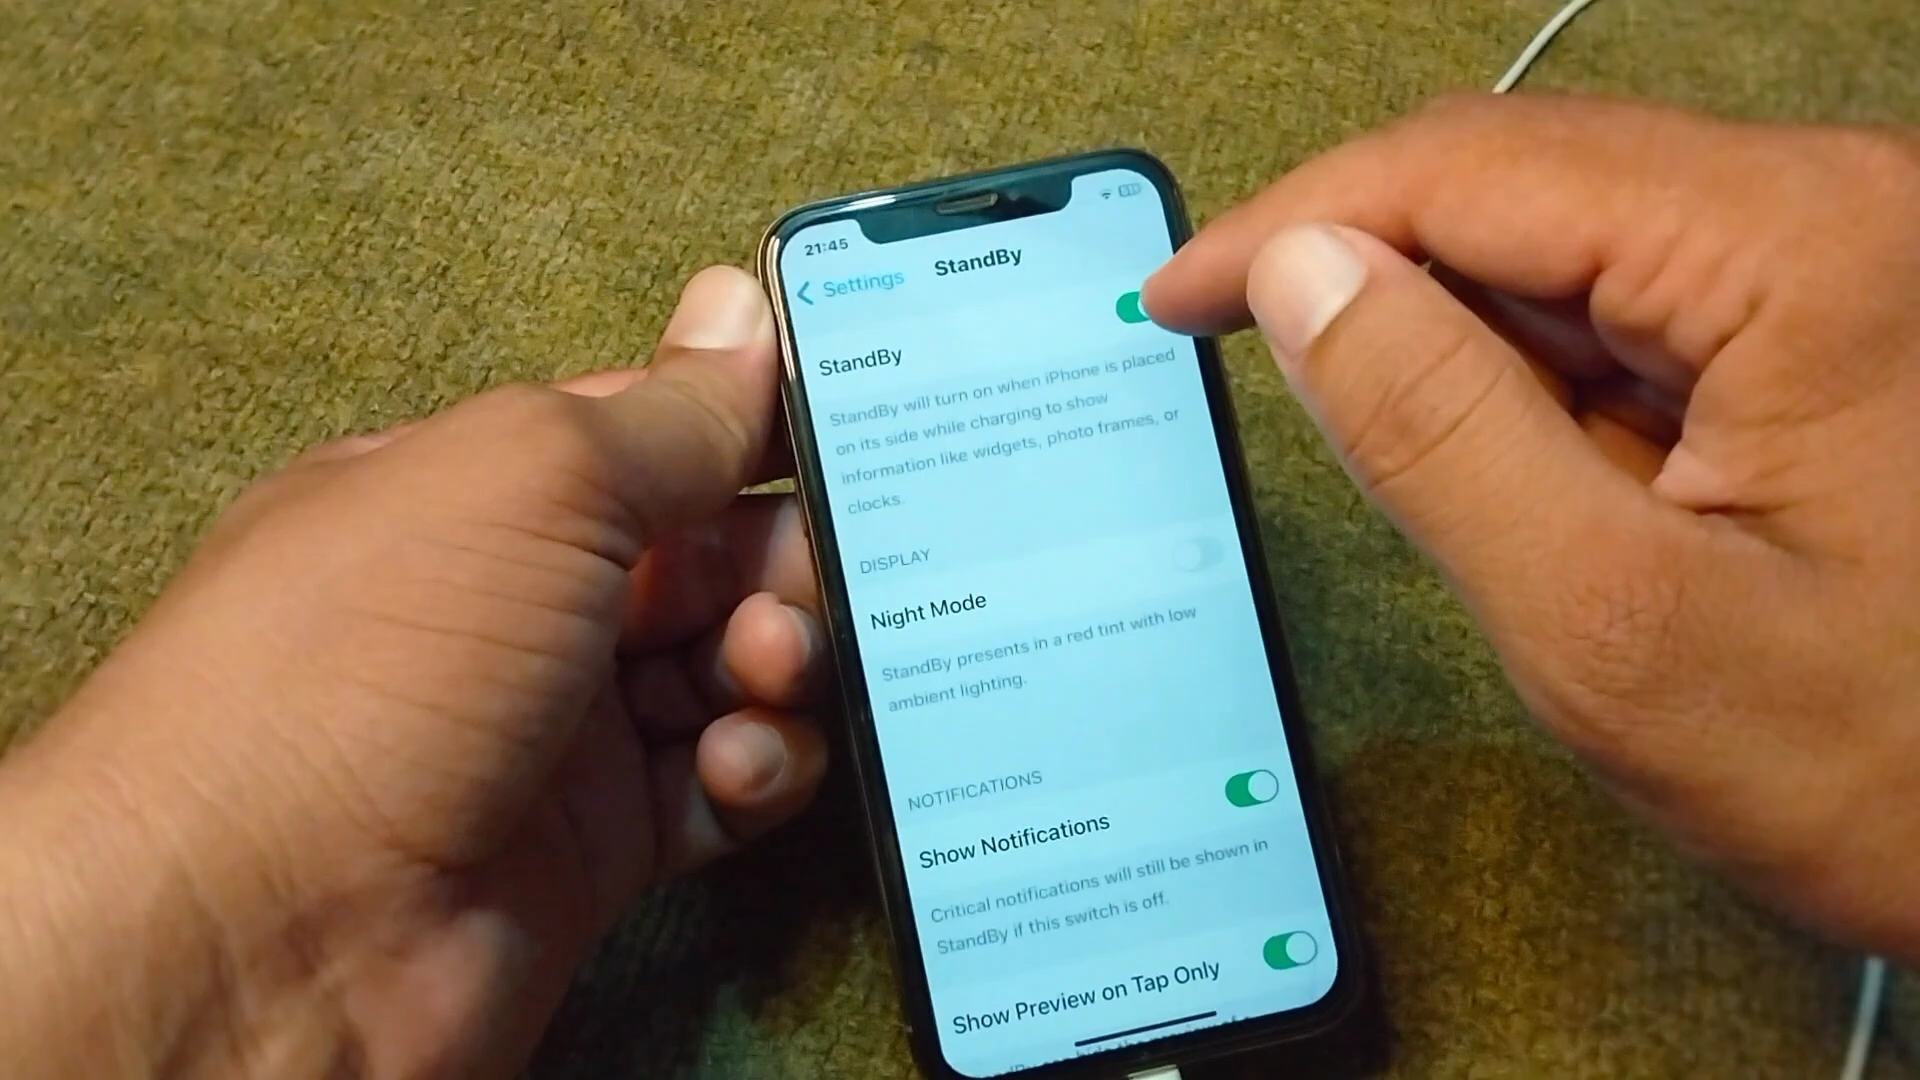 21:45
Settings
StandBy
StandBy
StandBy will turn on when iPhone is placed
on its side while charging to show
information like widgets, photo frames, or
clocks.
DISPLAY
Night Mode
StandBy presents in a red tint with low
ambient lighting.
NOTIFICATIONS
Show Notifications
Critical notifications will still be shown in
StandBy if this switch is off.
Show Preview on Tap Only